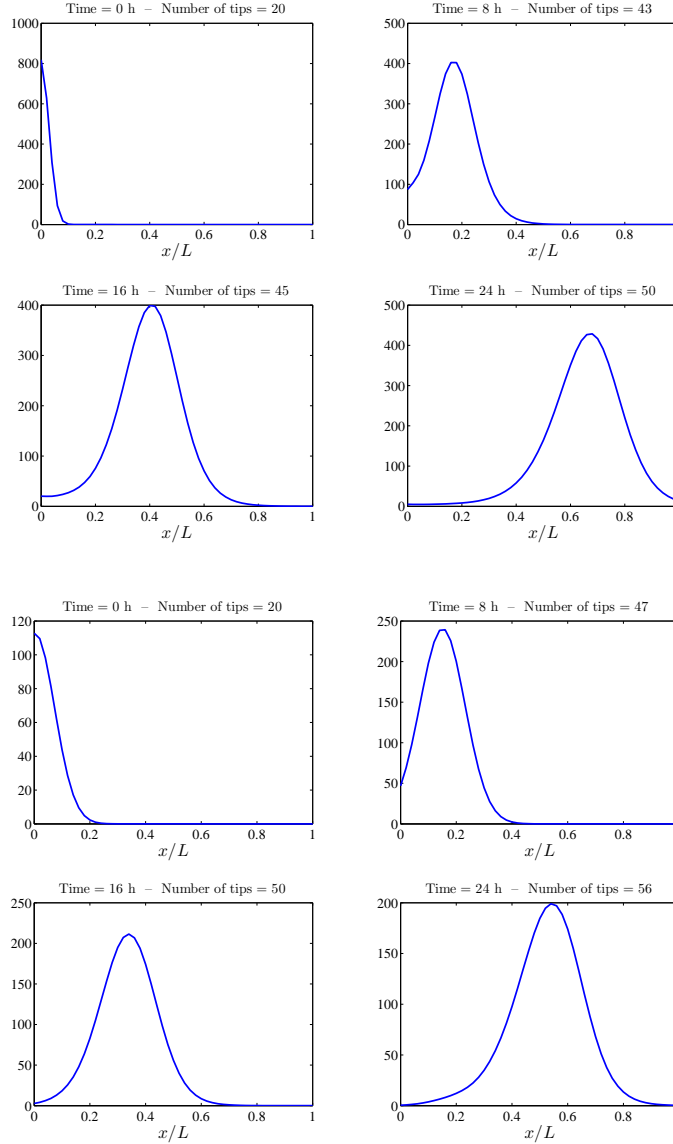 Time = 0 h – Number of tips = 20
1000
800
600
400
200
0
0 0.2 0.4 0.6 0.8 1
x/L
Time = 8 h – Number of tips = 43
500
400
300
200
100
0
0 0.2 0.4 0.6 0.8
x/L
Time = 16 h – Number of tips = 45
400
300
200
100
0
0 0.2 0.4 0.6 0.8 1
x/L
Time = 24 h – Number of tips = 50
500
400
300
200
100
0
0 0.2 0.4 0.6 0.8
x/L
Time = 0 h – Number of tips = 20
120
100
80
60
40
20
0
0 0.2 0.4 0.6 0.8 1
x/L
Time = 8 h – Number of tips = 47
250
200
150
100
50
0
0 0.2 0.4 0.6 0.8
x/L
Time = 16 h – Number of tips = 50
250
200
150
100
50
0
0 0.2 0.4 0.6 0.8 1
x/L
Time = 24 h – Number of tips = 56
200
150
100
50
0
0 0.2 0.4 0.6 0.8
x/L